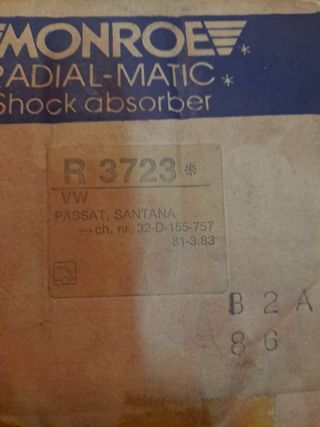 MONROE
RADIAL-MATIC*
Shock absorber*
R 3723*
VW
PASSAT, SANTANA
→ch. nr. 32-D-155·757
81-3.83
B 2 A
8 6